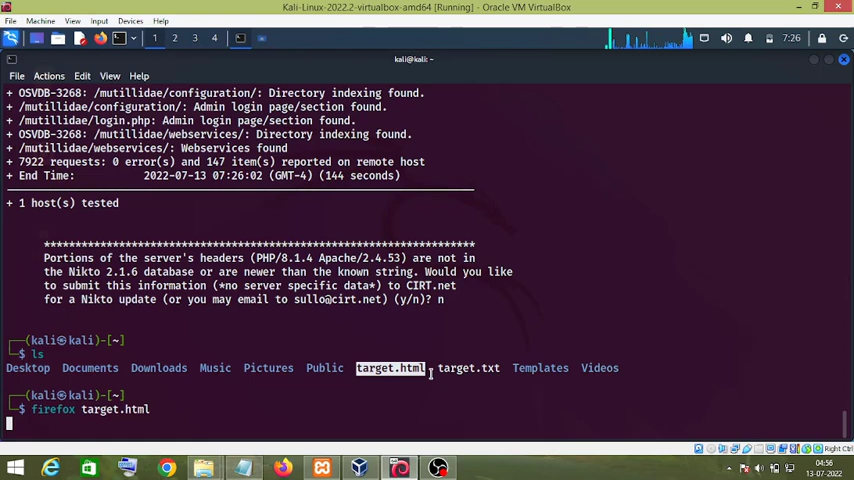 Kali-Linux-2022.2-virtualbox-amd64 [Running] - Oracle VM VirtualBox
File Machine View Input Devices Help
1 2 3 4 7:26
kali@kali: ~
File Actions Edit View Help
+ OSVDB-3268: /mutillidae/configuration/: Directory indexing found.
+ /mutillidae/configuration/: Admin login page/section found.
+ /mutillidae/login.php: Admin login page/section found.
+ OSVDB-3268: /mutillidae/webservices/: Directory indexing found.
+ /mutillidae/webservices/: Webservices found
+ 7922 requests: 0 error(s) and 147 item(s) reported on remote host
+ End Time: 2022-07-13 07:26:02 (GMT-4) (144 seconds)
+ 1 host(s) tested
*********************************************************************
Portions of the server's headers (PHP/8.1.4 Apache/2.4.53) are not in
the Nikto 2.1.6 database or are newer than the known string. Would you like
to submit this information (*no server specific data*) to CIRT.net
for a Nikto update (or you may email to sullo@cirt.net) (y/n)? n
(kali㉿kali)-[~]
$ ls
Desktop Documents Downloads Music Pictures Public target.html target.txt Templates Videos
(kali㉿kali)-[~]
$ firefox target.html
Right Ctrl
04:56
13-07-2022